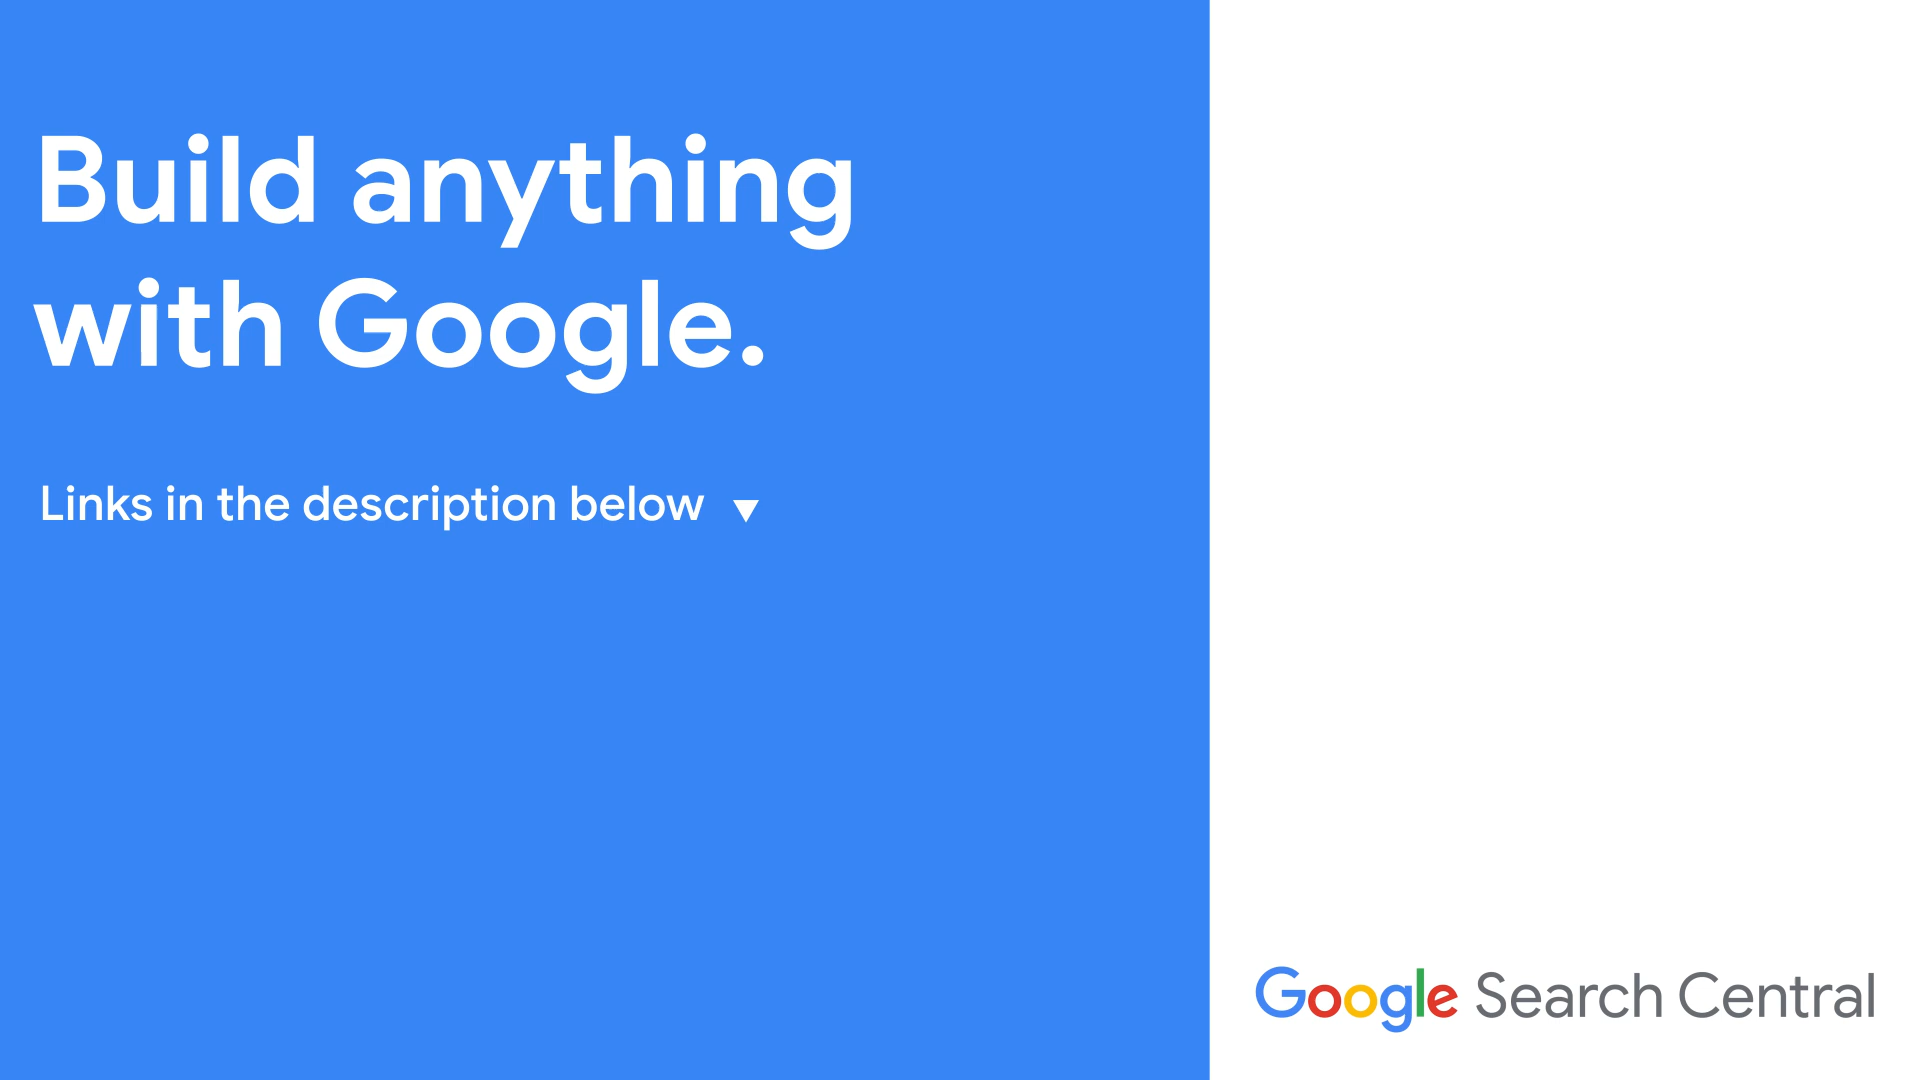 Build anything
with Google.
Links in the description below ▼
Google Search Central